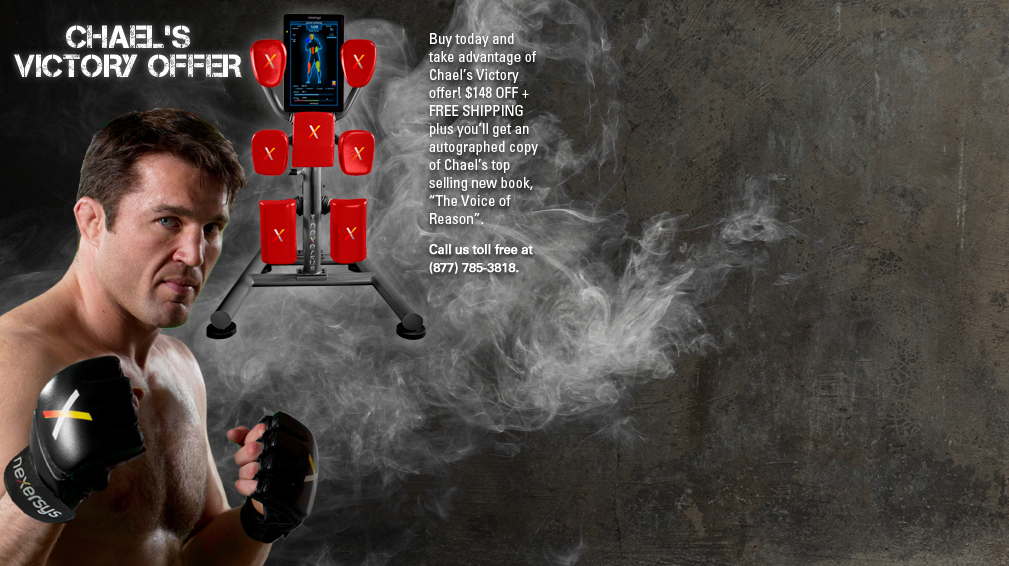 CHAEL'S
VICTORY OFFER
nexersys
Buy today and
take advantage of
Chael's Victory
offer! $148 OFF +
FREE SHIPPING
plus you'll get an
autographed copy
of Chael's top
selling new book,
"The Voice of
Reason".
Call us toll free at
(877) 785-3818.
nexersys
X
nexersys